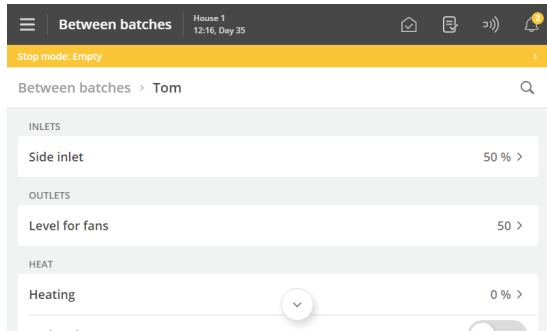 Between batches
House 1
12:16, Day 35
2
Stop mode: Empty
Between batches > Tom
INLETS
Side inlet 50 %
OUTLETS
Level for fans 50
HEAT
Heating 0 %